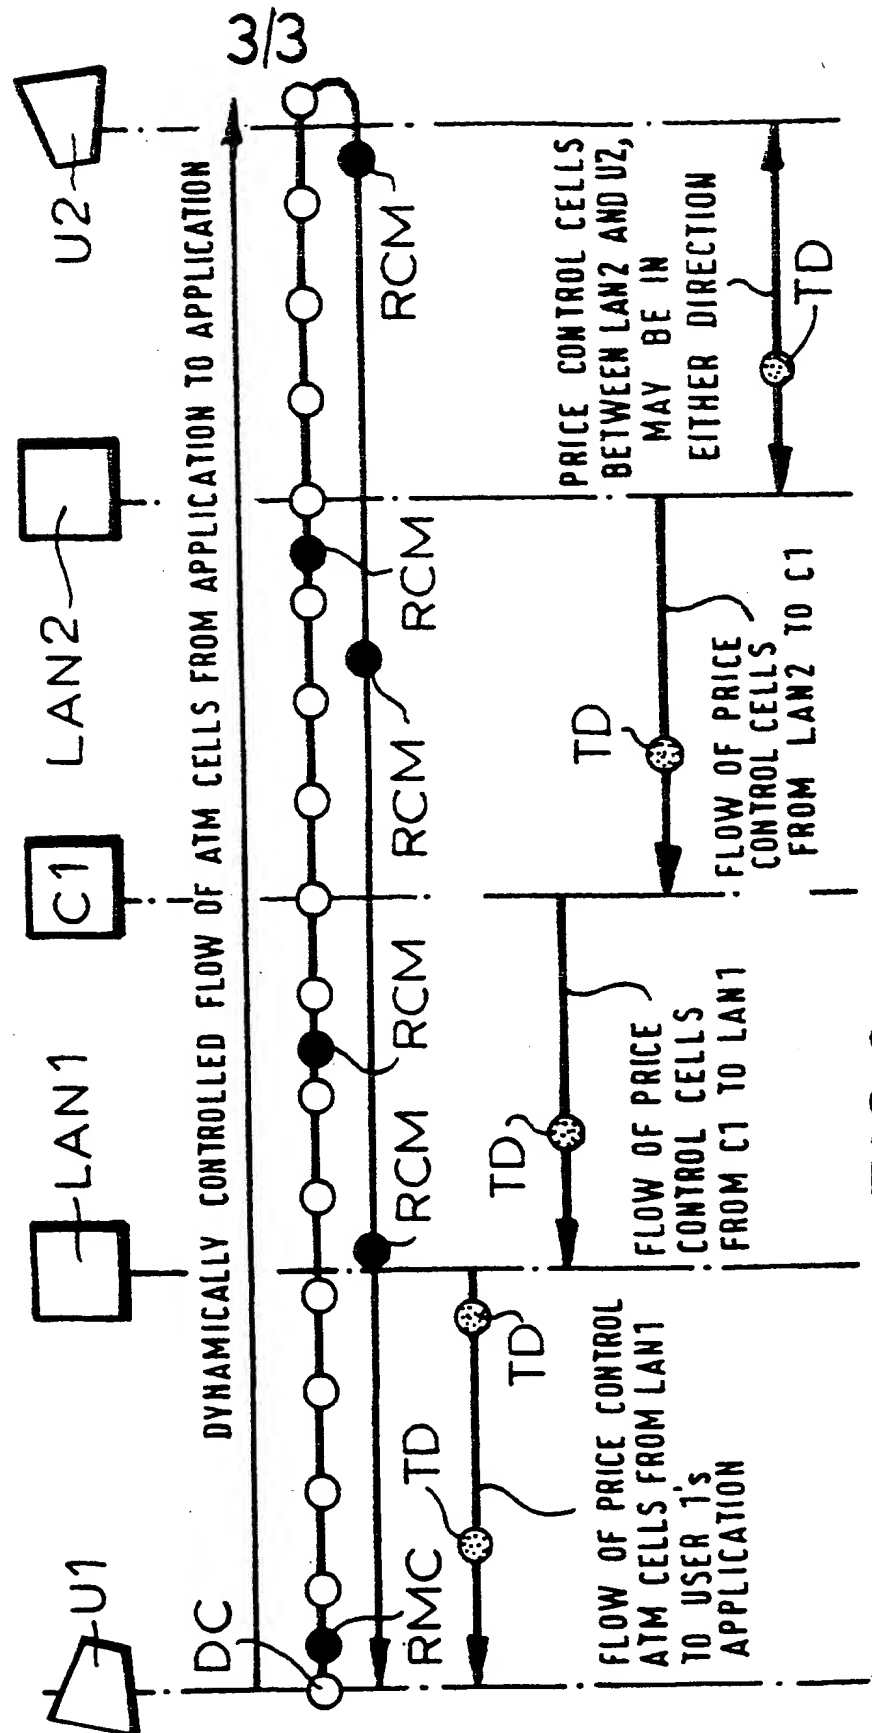 3/3
U1
LAN1
C1
LAN2
U2
DYNAMICALLY CONTROLLED FLOW OF ATM CELLS FROM APPLICATION TO APPLICATION
DC
RMC
RCM
RCM
RCM
RCM
RCM
TD
TD
FLOW OF PRICE CONTROL
ATM CELLS FROM LAN1
TO USER 1's
APPLICATION
TD
FLOW OF PRICE
CONTROL CELLS
FROM C1 TO LAN1
TD
FLOW OF PRICE
CONTROL CELLS
FROM LAN2 TO C1
PRICE CONTROL CELLS
BETWEEN LAN2 AND U2,
MAY BE IN
EITHER DIRECTION
TD